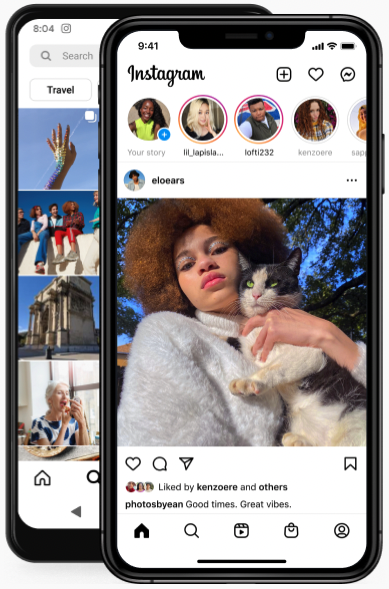 8:04
Search
Travel
9:41
Instagram
Your story
lil_lapisla...
lofti232
kenzoere
eloears
Liked by kenzoere and others
photosbyean Good times. Great vibes.